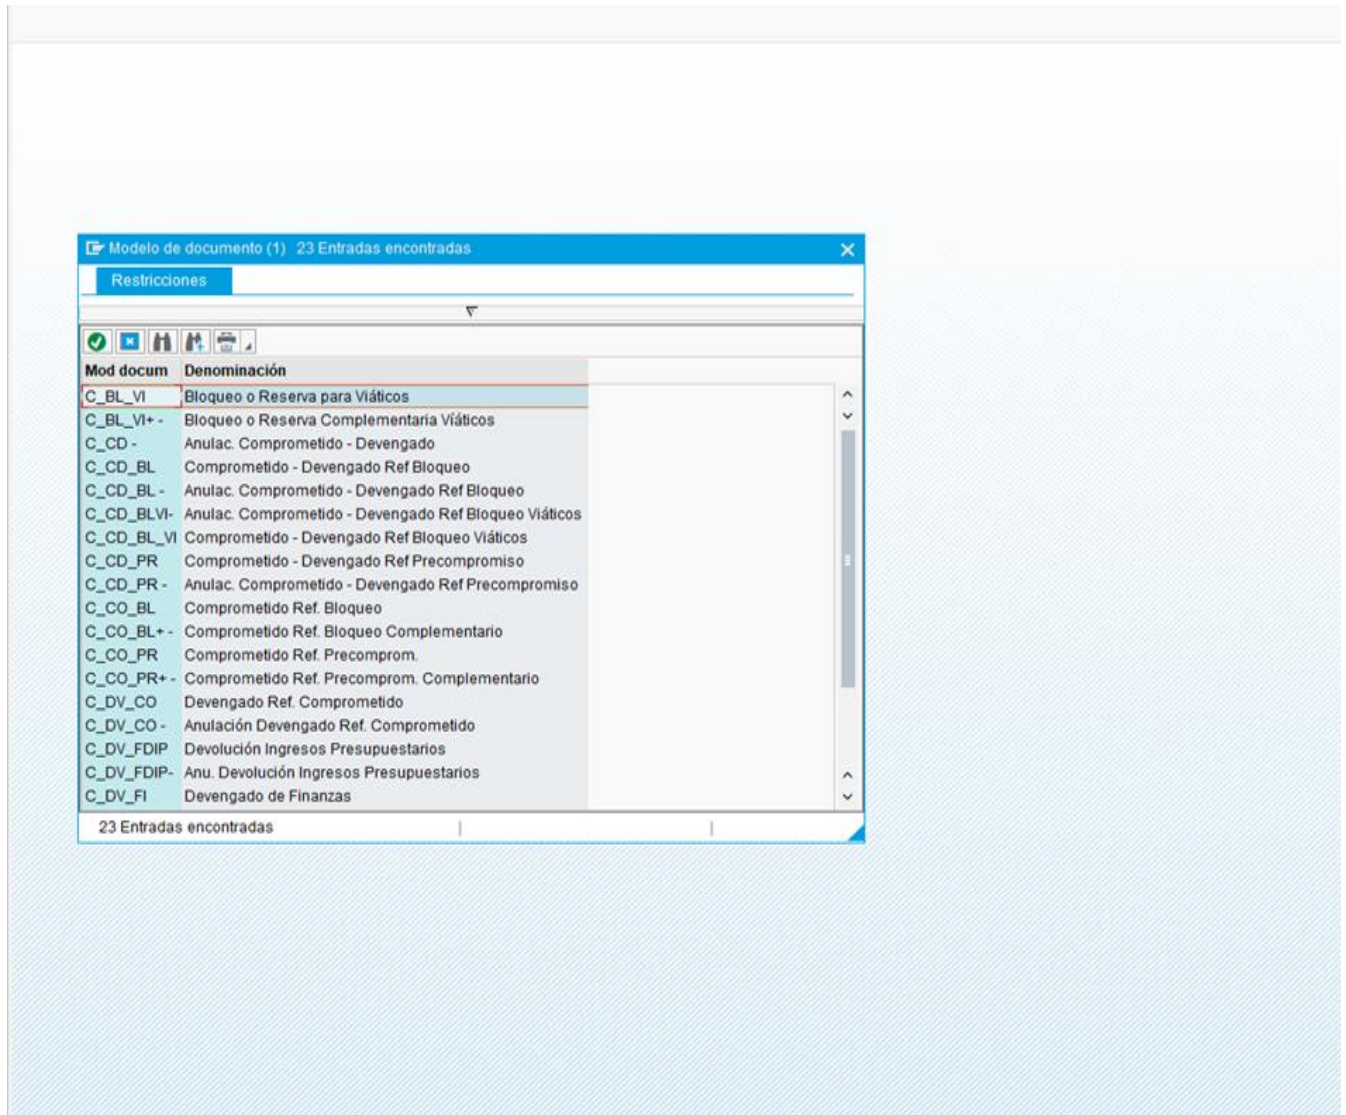 Modelo de documento (1) 23 Entradas encontradas
Restricciones
Mod docum Denominación
C_BL_VI Bloqueo o Reserva para Viáticos
C_BL_VI+ - Bloqueo o Reserva Complementaria Víáticos
C_CD - Anulac. Comprometido - Devengado
C_CD_BL Comprometido - Devengado Ref Bloqueo
C_CD_BL - Anulac. Comprometido - Devengado Ref Bloqueo
C_CD_BLVI- Anulac. Comprometido - Devengado Ref Bloqueo Viáticos
C_CD_BL_VI Comprometido - Devengado Ref Bloqueo Viáticos
C_CD_PR Comprometido - Devengado Ref Precompromiso
C_CD_PR - Anulac. Comprometido - Devengado Ref Precompromiso
C_CO_BL Comprometido Ref. Bloqueo
C_CO_BL+ - Comprometido Ref. Bloqueo Complementario
C_CO_PR Comprometido Ref. Precomprom.
C_CO_PR+ - Comprometido Ref. Precomprom. Complementario
C_DV_CO Devengado Ref. Comprometido
C_DV_CO - Anulación Devengado Ref. Comprometido
C_DV_FDIP Devolución Ingresos Presupuestarios
C_DV_FDIP- Anu. Devolución Ingresos Presupuestarios
C_DV_FI Devengado de Finanzas
23 Entradas encontradas